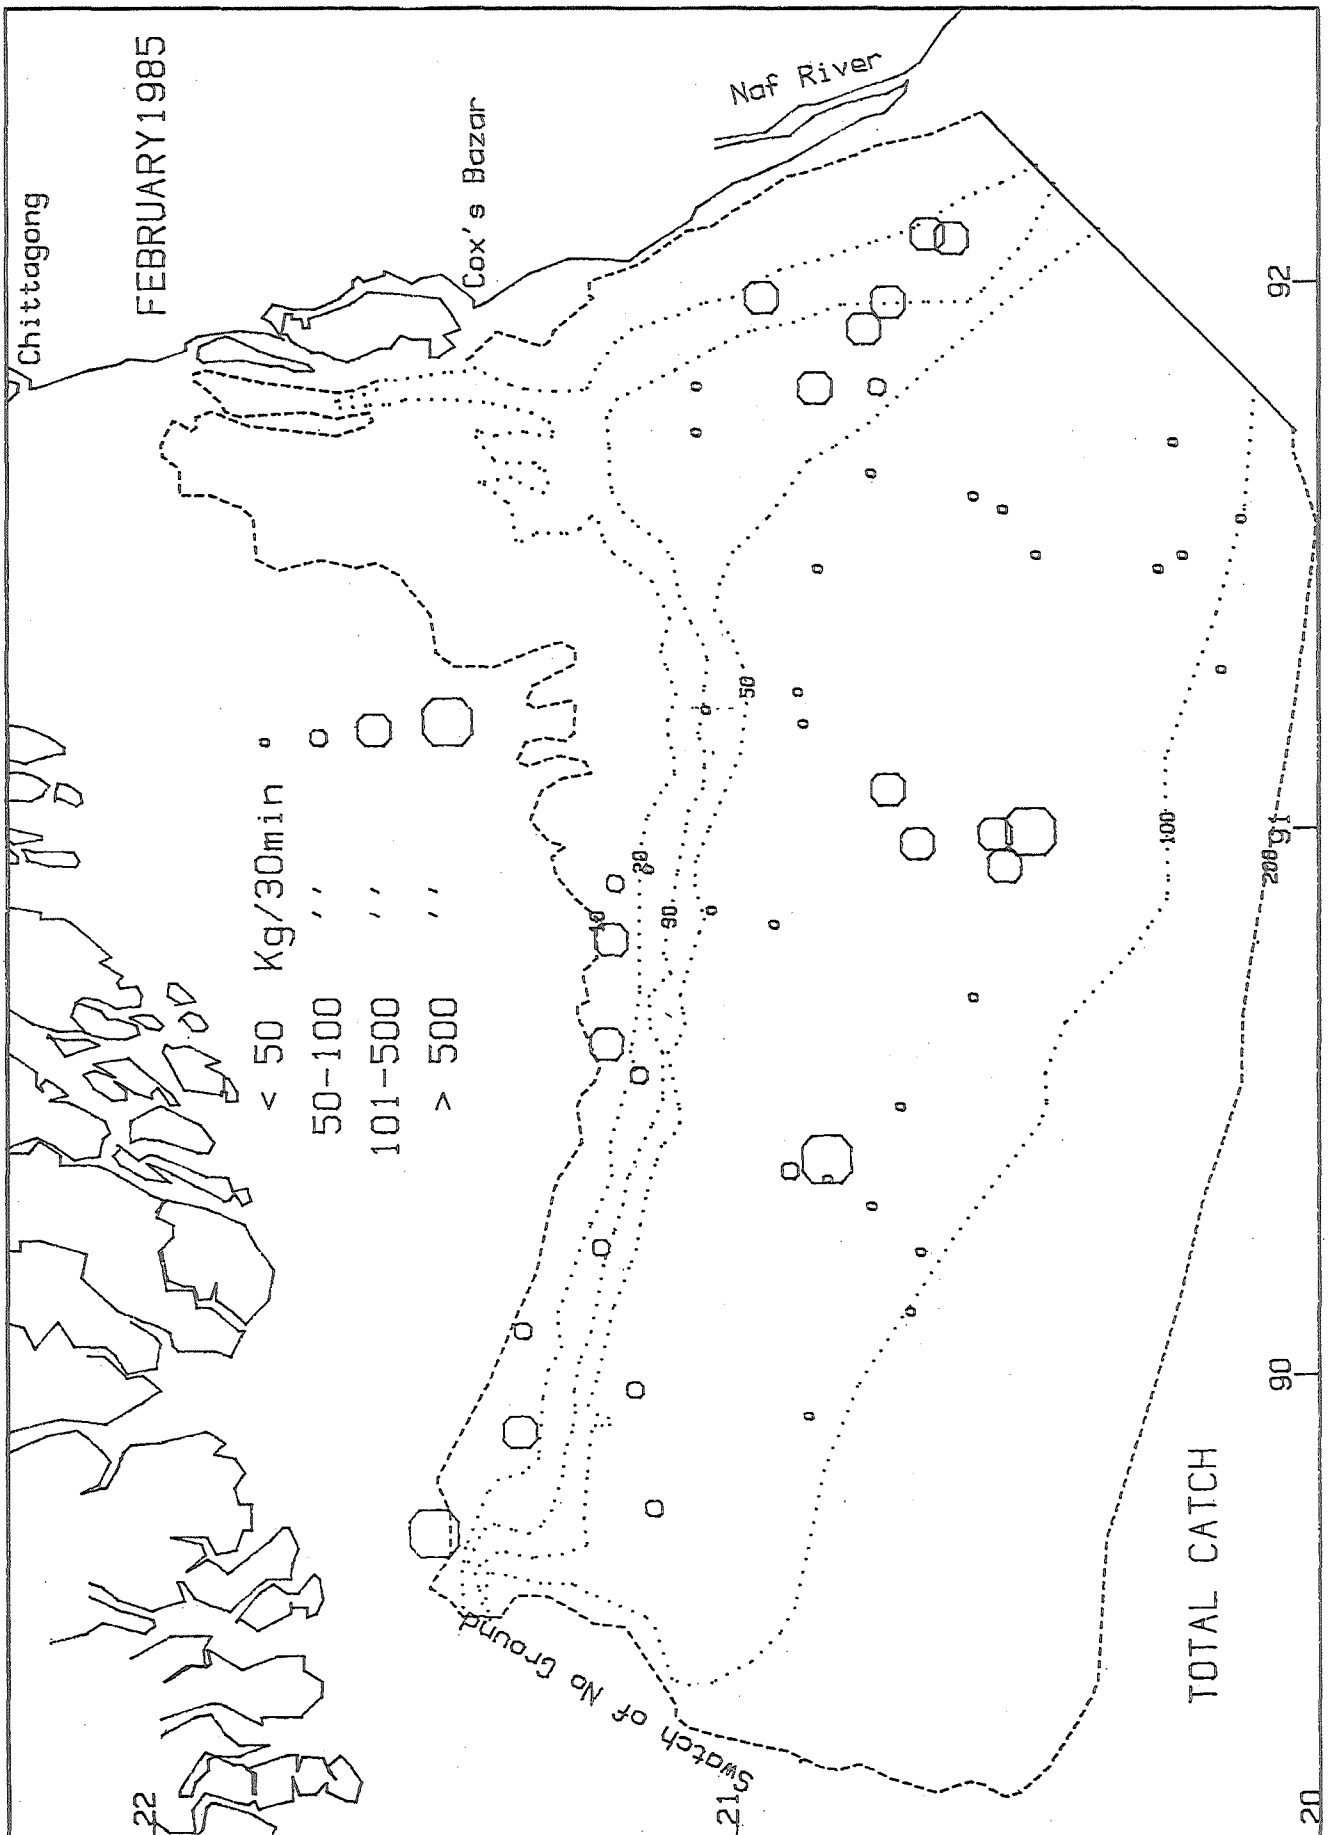 Chittagong
FEBRUARY1985
Cox's Bazar
Naf River
< 50 Kg/30min
50-100 ,,
101-500 ,,
> 500 ,,
10
20
30
50
100
200
Swatch of No Ground
TOTAL CATCH
22
21
20
90
91
92